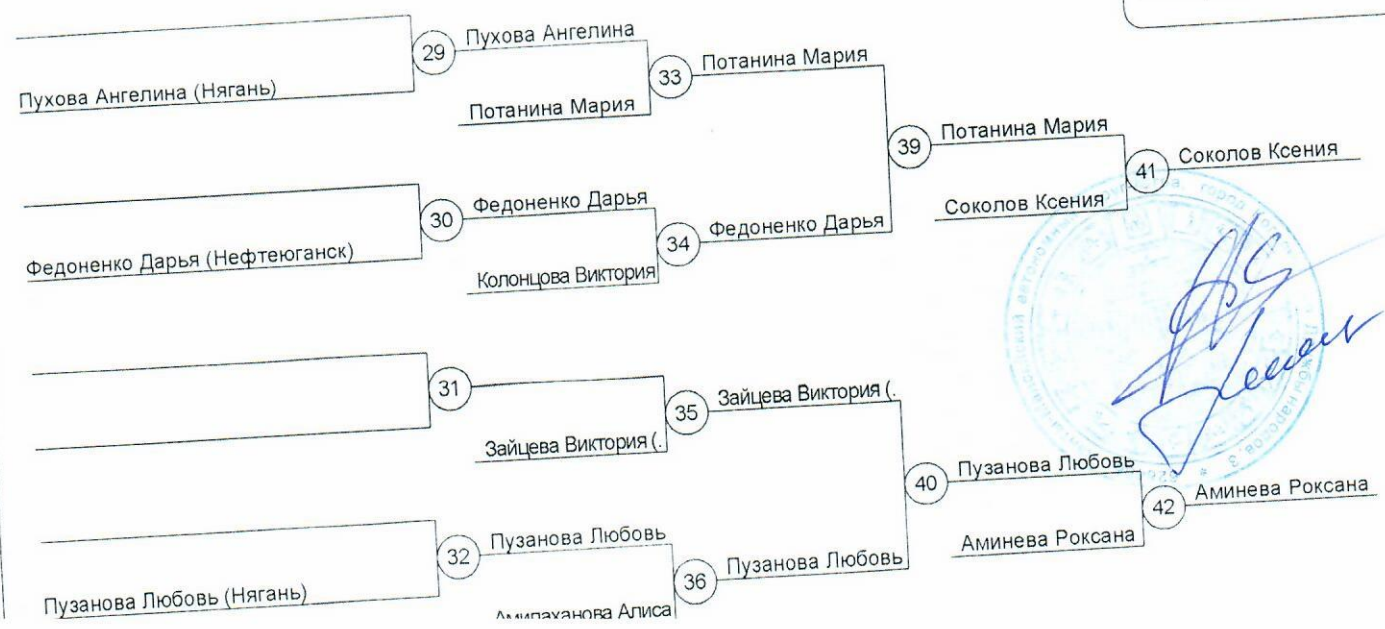 29 Пухова Ангелина
Пухова Ангелина (Нягань)
33 Потанина Мария
Потанина Мария
39 Потанина Мария
41 Соколов Ксения
Соколов Ксения
30 Федоненко Дарья
Федоненко Дарья (Нефтеюганск)
34 Федоненко Дарья
Колонцова Виктория
31
35 Зайцева Виктория (.
Зайцева Виктория (.
40 Пузанова Любовь
42 Аминева Роксана
Аминева Роксана
32 Пузанова Любовь
Пузанова Любовь (Нягань)
36 Пузанова Любовь
Амипаханова Алиса